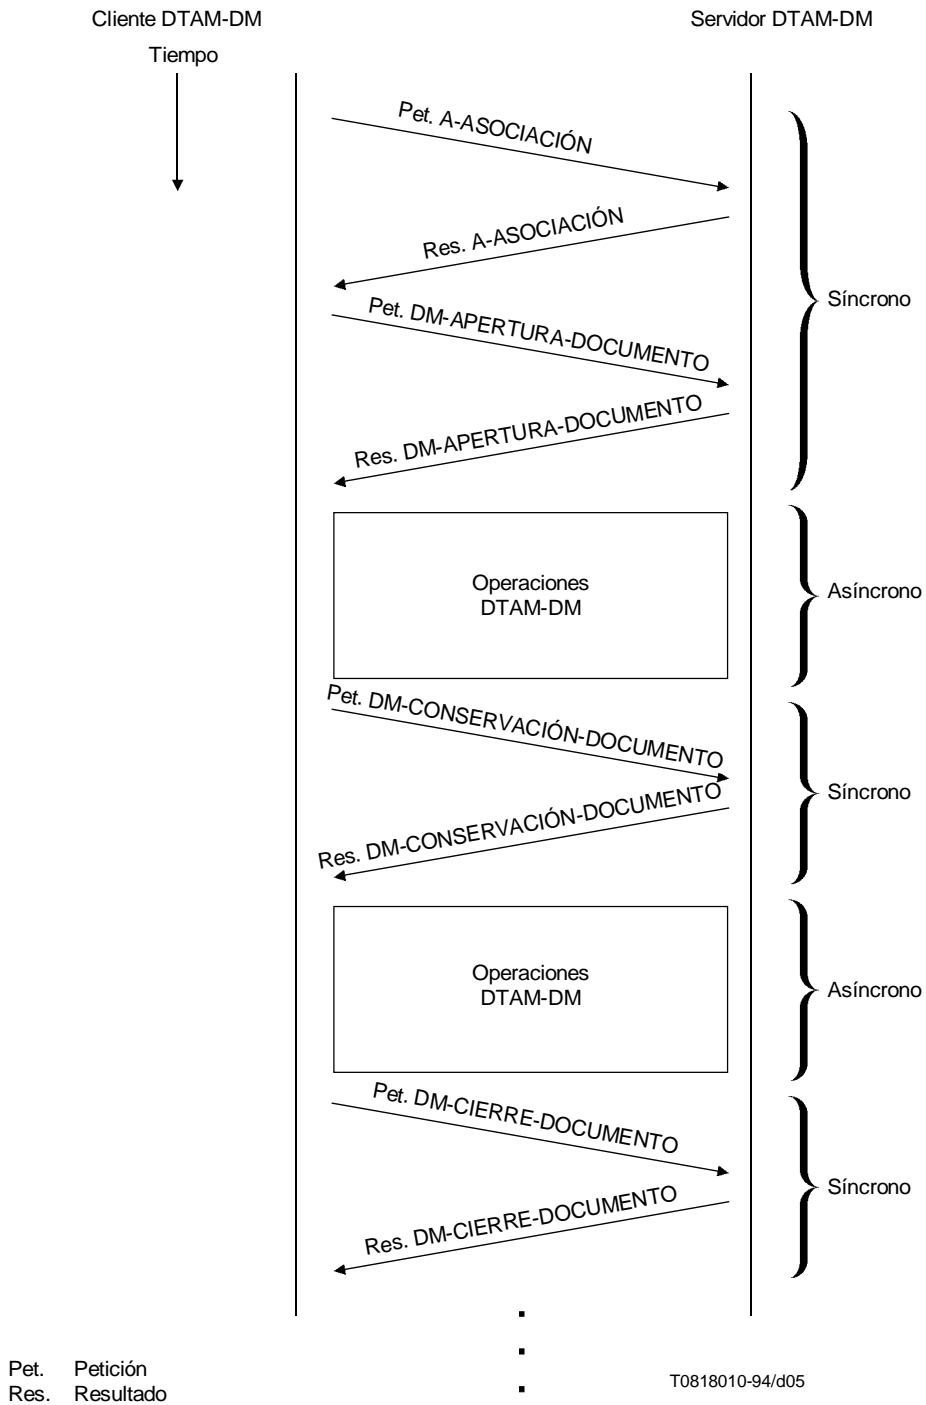 Cliente DTAM-DM
Servidor DTAM-DM
Tiempo
Pet. A-ASOCIACIÓN
Res. A-ASOCIACIÓN
Pet. DM-APERTURA-DOCUMENTO
Res. DM-APERTURA-DOCUMENTO
Síncrono
Operaciones
DTAM-DM
Asíncrono
Pet. DM-CONSERVACIÓN-DOCUMENTO
Res. DM-CONSERVACIÓN-DOCUMENTO
Síncrono
Operaciones
DTAM-DM
Asíncrono
Pet. DM-CIERRE-DOCUMENTO
Res. DM-CIERRE-DOCUMENTO
Síncrono
Pet. Petición
Res. Resultado
T0818010-94/d05